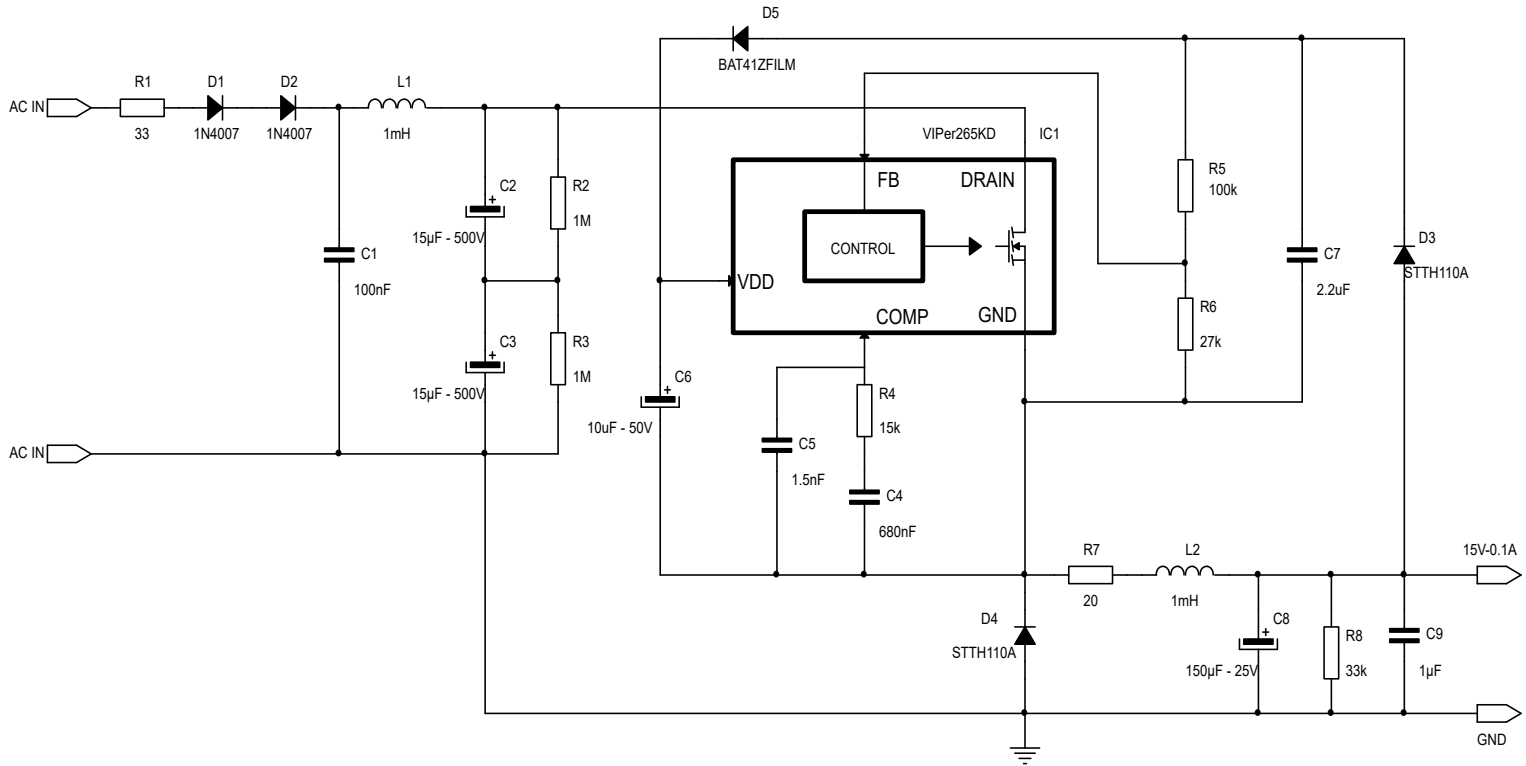 D5
BAT41ZFILM
R1
D1
D2
L1
AC IN
33
1N4007
1N4007
1mH
VIPer265KD
IC1
FB
DRAIN
R5
100k
C2
15µF - 500V
R2
1M
CONTROL
D3
STTH110A
C1
100nF
C7
2.2uF
VDD
COMP
GND
R6
27k
C3
15µF - 500V
R3
1M
C6
10uF - 50V
R4
15k
AC IN
C5
1.5nF
C4
680nF
R7
20
L2
1mH
15V-0.1A
D4
STTH110A
C8
150µF - 25V
R8
33k
C9
1µF
GND